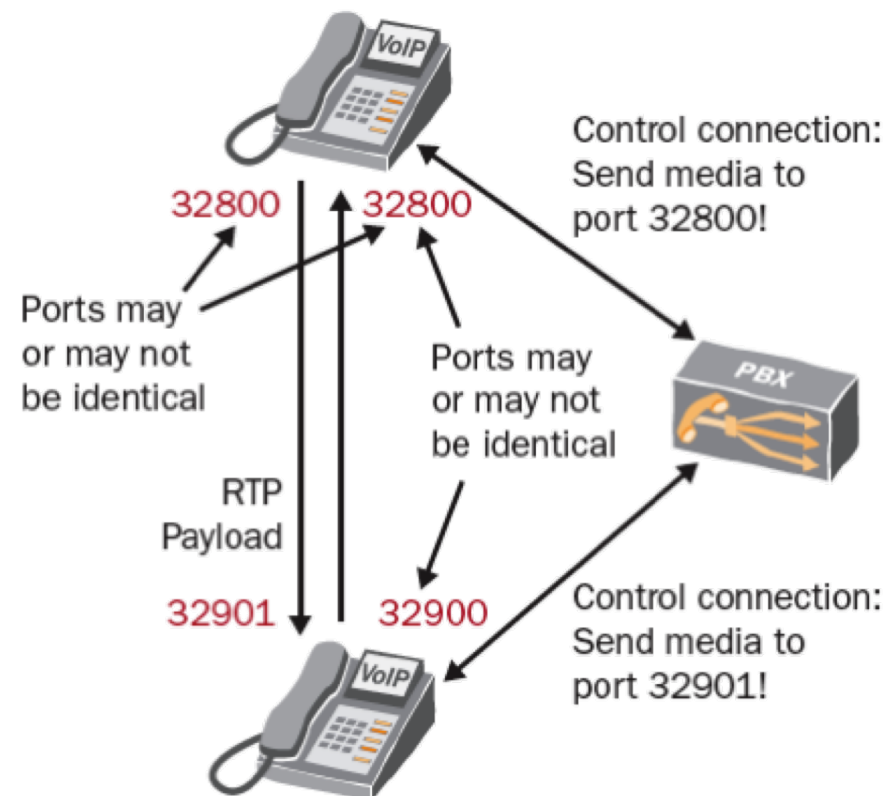 VoIP
Control connection:
Send media to
port 32800!
32800
32800
Ports may
or may not
be identical
Ports may
or may not
be identical
PBX
RTP
Payload
32901
32900
Control connection:
Send media to
port 32901!
VoIP